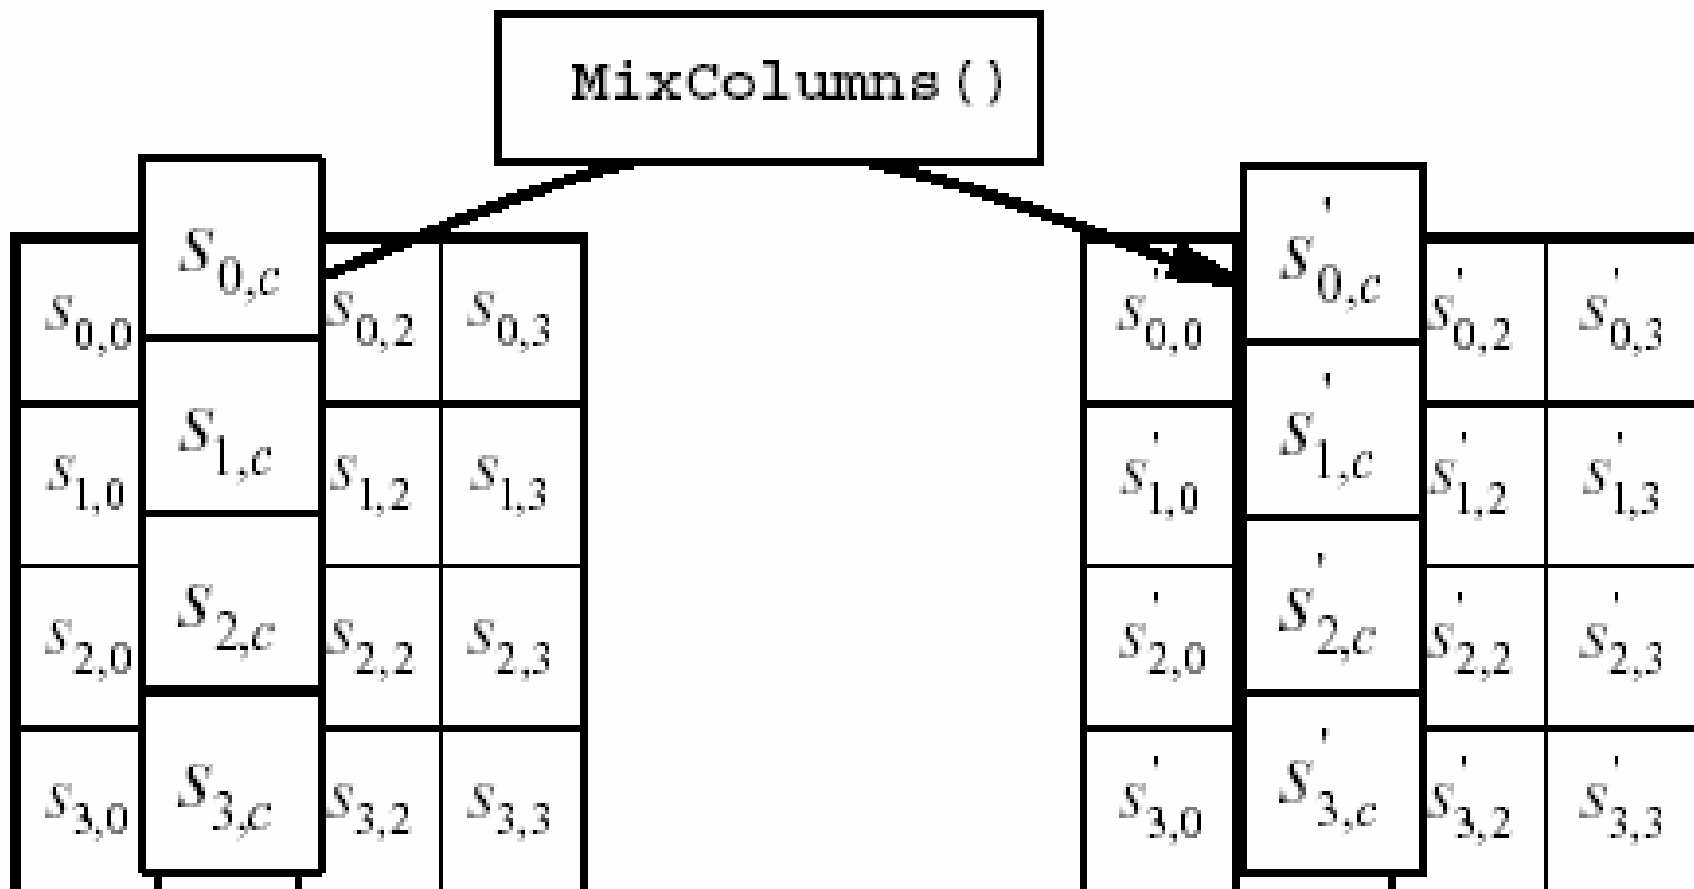 MixColumns()
S0,c S'0,c
S0,0 S0,2 S0,3 S'0,0 S'0,2 S'0,3
S1,c S'1,c
S1,0 S1,2 S1,3 S'1,0 S'1,2 S'1,3
S2,c S'2,c
S2,0 S2,2 S2,3 S'2,0 S'2,2 S'2,3
S3,c S'3,c
S3,0 S3,2 S3,3 S'3,0 S'3,2 S'3,3